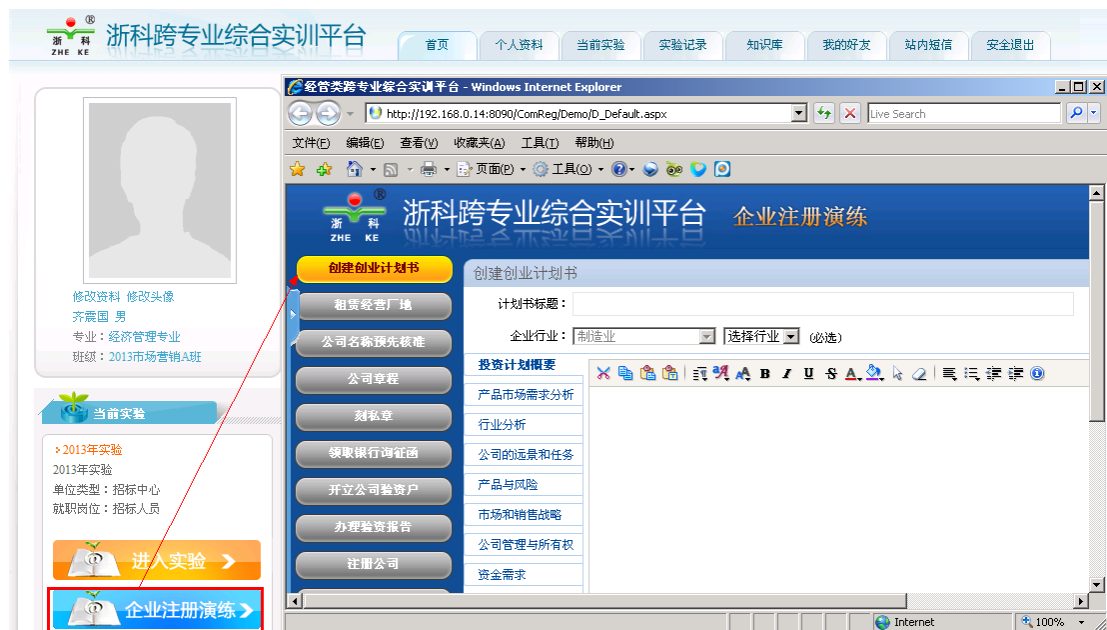 浙 科
ZHE KE
®
浙科跨专业综合实训平台
首页 个人资料 当前实验 实验记录 知识库 我的好友 站内短信 安全退出
修改资料 修改头像
齐震国 男
专业：经济管理专业
班级：2013市场营销A班
当前实验
2013年实验
2013年实验
单位类型：招标中心
就职岗位：招标人员
进入实验
企业注册演练
经管类跨专业综合实训平台 - Windows Internet Explorer
http://192.168.0.14:8090/ComReg/Demo/D_Default.aspx
Live Search
文件(F) 编辑(E) 查看(V) 收藏夹(A) 工具(T) 帮助(H)
页面(P) 工具(O)
浙 科
ZHE KE
®
浙科跨专业综合实训平台 企业注册演练
创建创业计划书
租赁经营厂地
公司名称预先核准
公司章程
刻私章
领取银行询征函
开立公司验资户
办理验资报告
注册公司
创建创业计划书
计划书标题：
企业行业： 制造业 选择行业 (必选)
投资计划概要
产品市场需求分析
行业分析
公司的远景和任务
产品与风险
市场和销售战略
公司管理与所有权
资金需求
B I U S A
Internet
100%